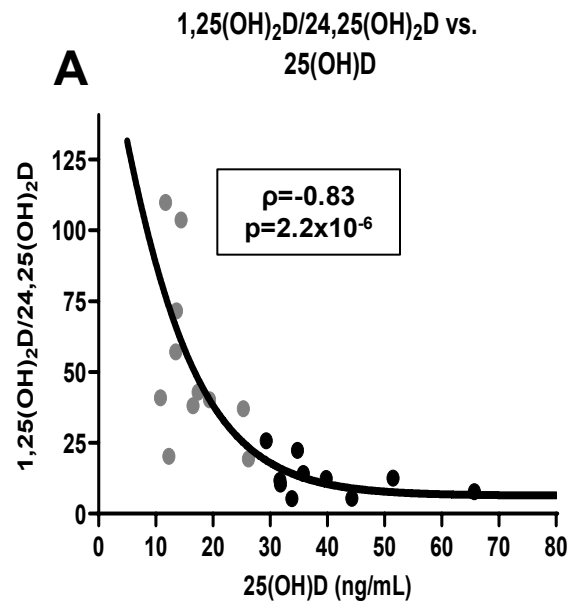 1,25(OH)₂D/24,25(OH)₂D vs.
25(OH)D
A
ρ=-0.83
p=2.2x10⁻⁶
1,25(OH)₂D/24,25(OH)₂D
125
100
75
50
25
0
0 10 20 30 40 50 60 70 80
25(OH)D (ng/mL)